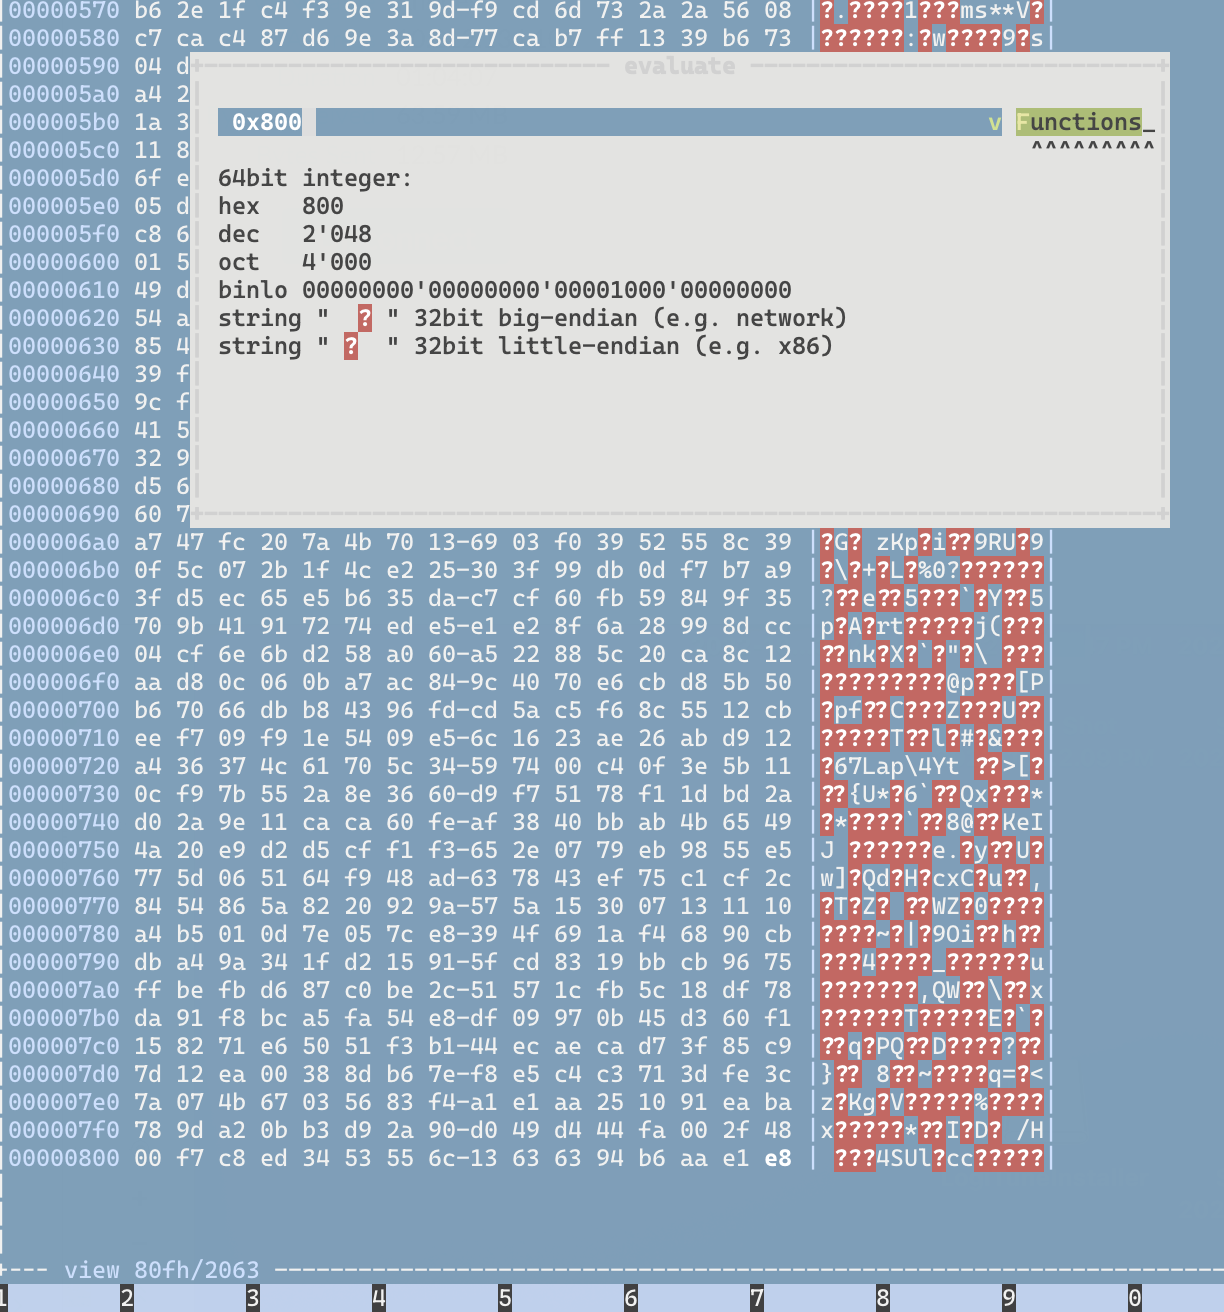 00000570 b6 2e 1f c4 f3 9e 31 9d-f9 cd 6d 73 2a 2a 56 08 |?.????1???ms**V?|
00000580 c7 ca c4 87 d6 9e 3a 8d-77 ca b7 ff 13 39 b6 73 |??????:?w????9?s|
00000590 04 d
evaluate
000005a0 a4 2
000005b0 1a 3
0x800 v Functions_
000005c0 11 8
^^^^^^^^^
000005d0 6f e
64bit integer:
000005e0 05 d
hex 800
000005f0 c8 6
dec 2'048
00000600 01 5
oct 4'000
00000610 49 d
binlo 00000000'00000000'00001000'00000000
00000620 54 a
string "  ? " 32bit big-endian (e.g. network)
00000630 85 4
string " ?  " 32bit little-endian (e.g. x86)
00000640 39 f
00000650 9c f
00000660 41 5
00000670 32 9
00000680 d5 6
00000690 60 7
000006a0 a7 47 fc 20 7a 4b 70 13-69 03 f0 39 52 55 8c 39 |?G? zKp?i??9RU?9|
000006b0 0f 5c 07 2b 1f 4c e2 25-30 3f 99 db 0d f7 b7 a9 |?\?+?L?%0???????|
000006c0 3f d5 ec 65 e5 b6 35 da-c7 cf 60 fb 59 84 9f 35 |???e??5???`?Y??5|
000006d0 70 9b 41 91 72 74 ed e5-e1 e2 8f 6a 28 99 8d cc |p?A?rt?????j(???|
000006e0 04 cf 6e 6b d2 58 a0 60-a5 22 88 5c 20 ca 8c 12 |??nk?X?`?"?\ ???|
000006f0 aa d8 0c 06 0b a7 ac 84-9c 40 70 e6 cb d8 5b 50 |?????????@p???[P|
00000700 b6 70 66 db b8 43 96 fd-cd 5a c5 f6 8c 55 12 cb |?pf??C???Z???U??|
00000710 ee f7 09 f9 1e 54 09 e5-6c 16 23 ae 26 ab d9 12 |?????T??l?#?&???|
00000720 a4 36 37 4c 61 70 5c 34-59 74 00 c4 0f 3e 5b 11 |?67Lap\4Yt ??>[?|
00000730 0c f9 7b 55 2a 8e 36 60-d9 f7 51 78 f1 1d bd 2a |??{U*?6`??Qx???*|
00000740 d0 2a 9e 11 ca ca 60 fe-af 38 40 bb ab 4b 65 49 |?*????`??8@??KeI|
00000750 4a 20 e9 d2 d5 cf f1 f3-65 2e 07 79 eb 98 55 e5 |J ??????e.?y??U?|
00000760 77 5d 06 51 64 f9 48 ad-63 78 43 ef 75 c1 cf 2c |w]?Qd?H?cxC?u??,|
00000770 84 54 86 5a 82 20 92 9a-57 5a 15 30 07 13 11 10 |?T?Z? ??WZ?0????|
00000780 a4 b5 01 0d 7e 05 7c e8-39 4f 69 1a f4 68 90 cb |????~?|?9Oi??h??|
00000790 db a4 9a 34 1f d2 15 91-5f cd 83 19 bb cb 96 75 |???4????_??????u|
000007a0 ff be fb d6 87 c0 be 2c-51 57 1c fb 5c 18 df 78 |???????,QW??\??x|
000007b0 da 91 f8 bc a5 fa 54 e8-df 09 97 0b 45 d3 60 f1 |??????T?????E?`?|
000007c0 15 82 71 e6 50 51 f3 b1-44 ec ae ca d7 3f 85 c9 |??q?PQ??D???????|
000007d0 7d 12 ea 00 38 8d b6 7e-f8 e5 c4 c3 71 3d fe 3c |}?? 8??~????q=?<|
000007e0 7a 07 4b 67 03 56 83 f4-a1 e1 aa 25 10 91 ea ba |z?Kg?V?????%????|
000007f0 78 9d a2 0b b3 d9 2a 90-d0 49 d4 44 fa 00 2f 48 |x?????*??I?D? /H|
00000800 00 f7 c8 ed 34 53 55 6c-13 63 63 94 b6 aa e1 e8 | ???4SUl?cc?????|
view 80fh/2063
1 2 3 4 5 6 7 8 9 0